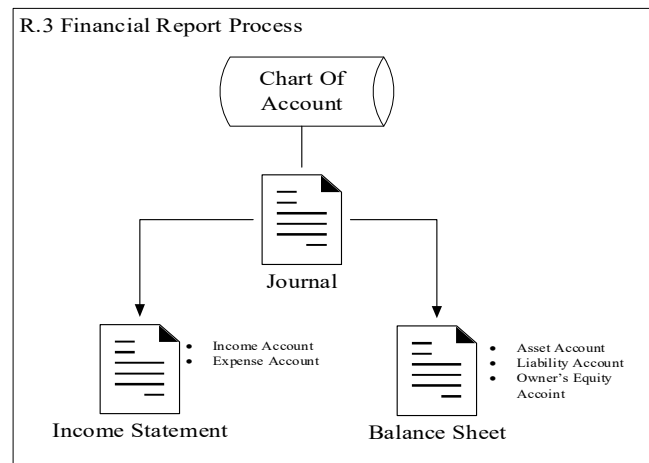 R.3 Financial Report Process
Chart Of
Account
Journal
• Income Account
• Expense Account
Income Statement
• Asset Account
• Liability Account
• Owner's Equity
Accoint
Balance Sheet